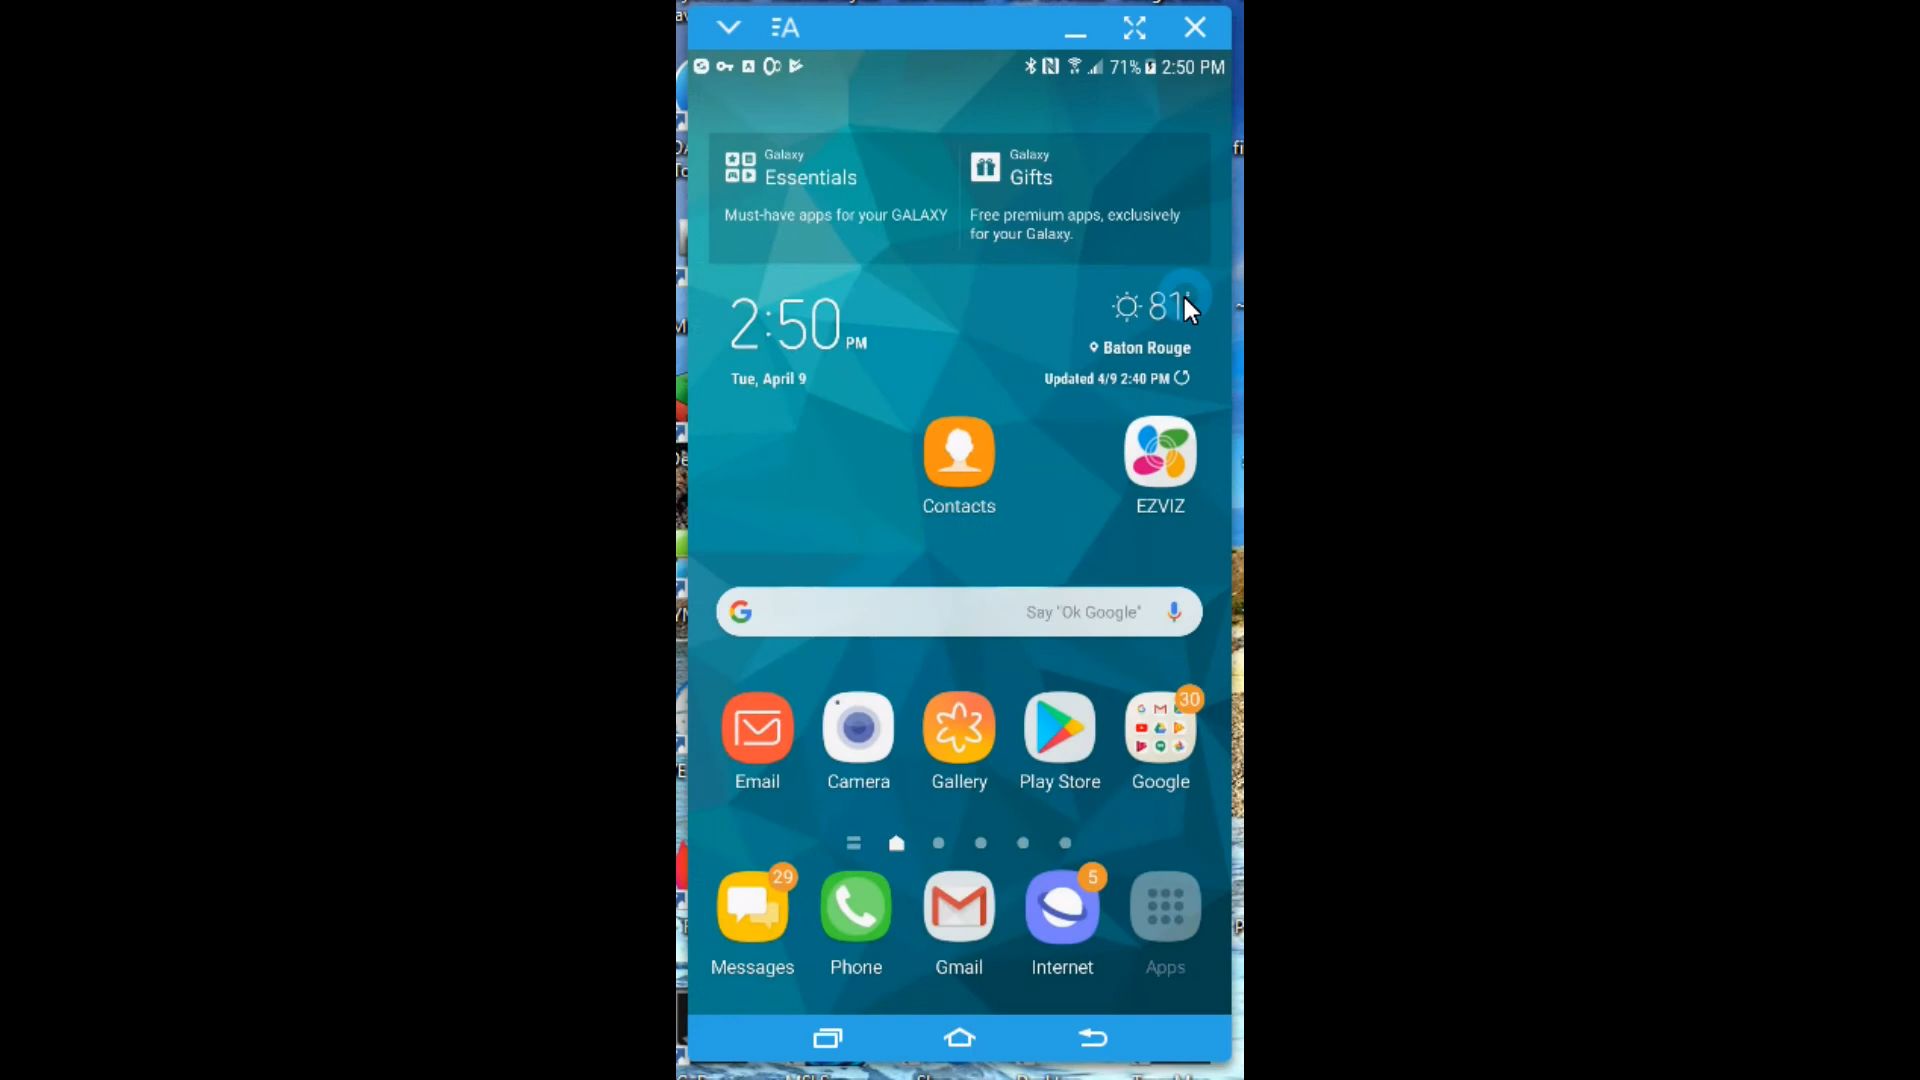 71% 2:50 PM
Galaxy
Essentials
Must-have apps for your GALAXY
Galaxy
Gifts
Free premium apps, exclusively
for your Galaxy.
2:50 PM
Tue, April 9
81°
Baton Rouge
Updated 4/9 2:40 PM
Contacts
EZVIZ
Say "Ok Google"
30
Email
Camera
Gallery
Play Store
Google
29
5
Messages
Phone
Gmail
Internet
Apps